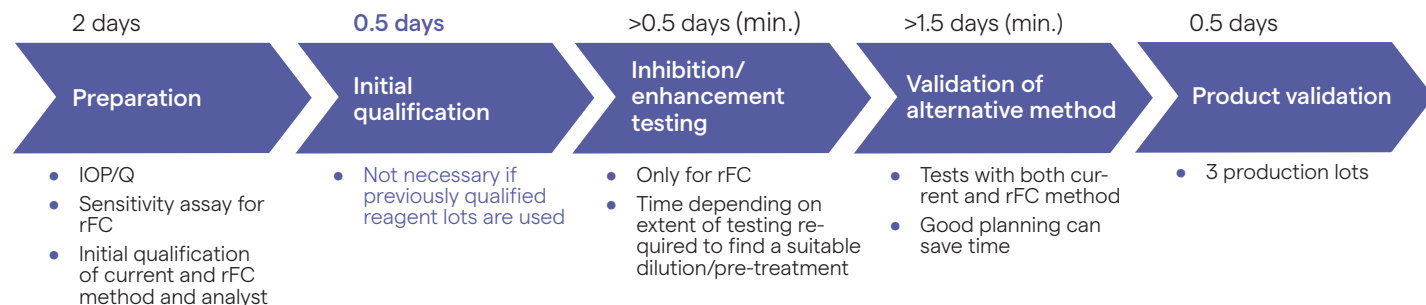 2 days
Preparation
• IOP/Q
• Sensitivity assay for
rFC
• Initial qualification
of current and rFC
method and analyst
0.5 days
Initial
qualification
• Not necessary if
previously qualified
reagent lots are used
>0.5 days (min.)
Inhibition/
enhancement
testing
• Only for rFC
• Time depending on
extent of testing re-
quired to find a suitable
dilution/pre-treatment
>1.5 days (min.)
Validation of
alternative method
• Tests with both cur-
rent and rFC method
• Good planning can
save time
0.5 days
Product validation
• 3 production lots